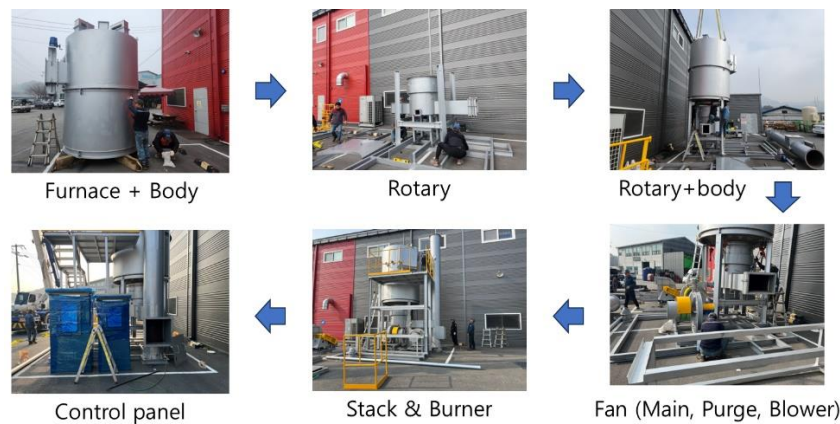 Furnace + Body
Rotary
Rotary+body
Control panel
Stack & Burner
Fan (Main, Purge, Blower)